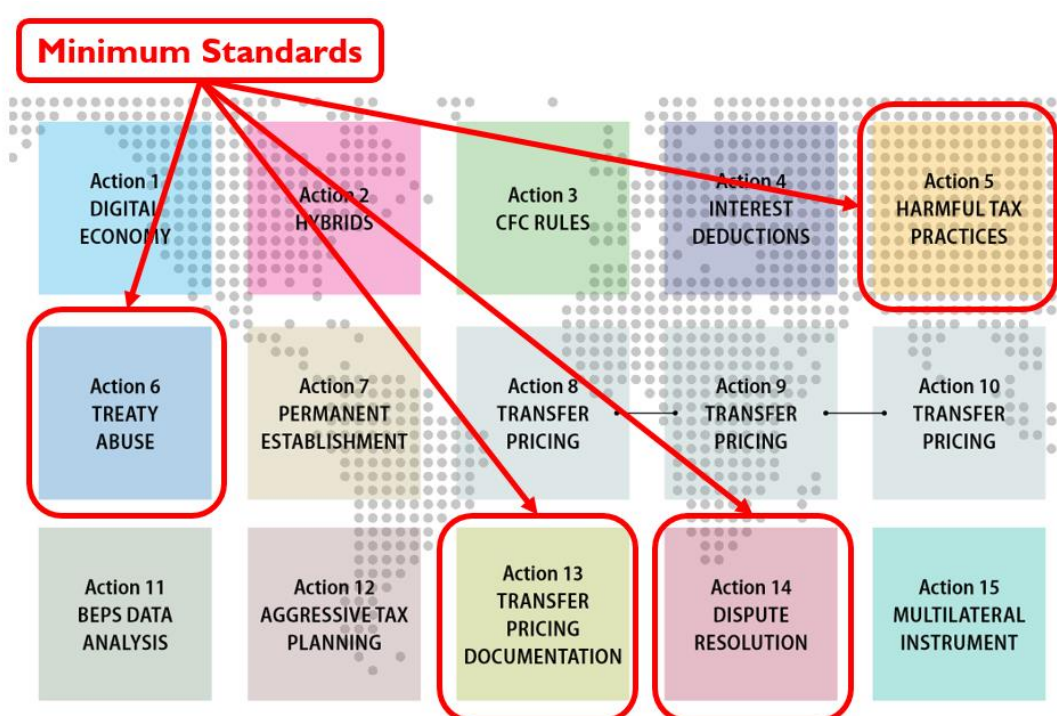 Minimum Standards
Action 1
DIGITAL
ECONOMY
Action 2
HYBRIDS
Action 3
CFC RULES
Action 4
INTEREST
DEDUCTIONS
Action 5
HARMFUL TAX
PRACTICES
Action 6
TREATY
ABUSE
Action 7
PERMANENT
ESTABLISHMENT
Action 8
TRANSFER
PRICING
Action 9
TRANSFER
PRICING
Action 10
TRANSFER
PRICING
Action 11
BEPS DATA
ANALYSIS
Action 12
AGGRESSIVE TAX
PLANNING
Action 13
TRANSFER
PRICING
DOCUMENTATION
Action 14
DISPUTE
RESOLUTION
Action 15
MULTILATERAL
INSTRUMENT